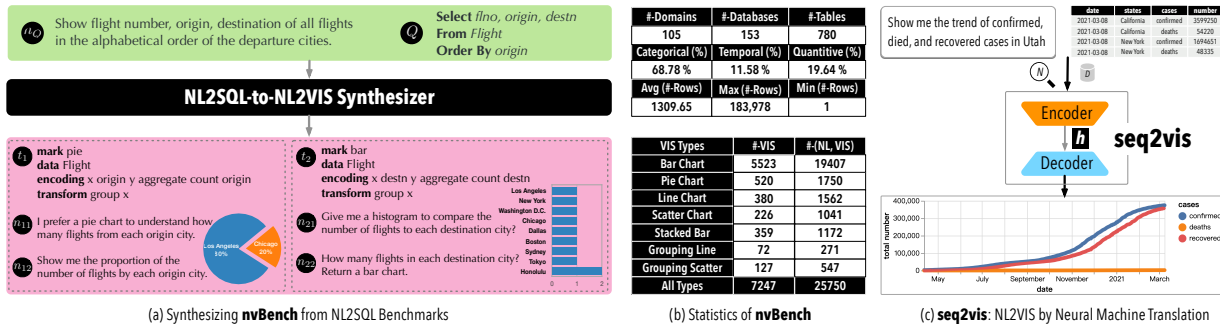 nQ Show flight number, origin, destination of all flights
in the alphabetical order of the departure cities.
Q Select flno, origin, destn
From Flight
Order By origin
NL2SQL-to-NL2VIS Synthesizer
t1 mark pie
data Flight
encoding x origin y aggregate count origin
transform group x
n11 I prefer a pie chart to understand how
many flights from each origin city.
n12 Show me the proportion of the
number of flights by each origin city.
Los Angeles
10%
Chicago
20%
t2 mark bar
data Flight
encoding x destn y aggregate count destn
transform group x
n21 Give me a histogram to compare the
number of flights to each destination city?
n22 How many flights in each destination city?
Return a bar chart.
Los Angeles
New York
Washington D.C.
Chicago
Dallas
Boston
Sydney
Tokyo
Honolulu
0 1 2
(a) Synthesizing nvBench from NL2SQL Benchmarks
#-Domains #-Databases #-Tables
105 153 780
Categorical (%) Temporal (%) Quantitive (%)
68.78 % 11.58 % 19.64 %
Avg (#-Rows) Max (#-Rows) Min (#-Rows)
1309.65 183,978 1
VIS Types #-VIS #-(NL, VIS)
Bar Chart 5523 19407
Pie Chart 520 1750
Line Chart 380 1562
Scatter Chart 226 1041
Stacked Bar 359 1172
Grouping Line 72 271
Grouping Scatter 127 547
All Types 7247 25750
(b) Statistics of nvBench
Show me the trend of confirmed,
died, and recovered cases in Utah
date states cases number
2021-03-08 California confirmed 3599250
2021-03-08 California deaths 54220
2021-03-08 New York confirmed 1694651
2021-03-08 New York deaths 48335
N
D
Encoder
h
seq2vis
Decoder
total number
400,000
300,000
200,000
100,000
0
May July September November 2021 March
date
cases
confirmed
deaths
recovered
(c) seq2vis: NL2VIS by Neural Machine Translation